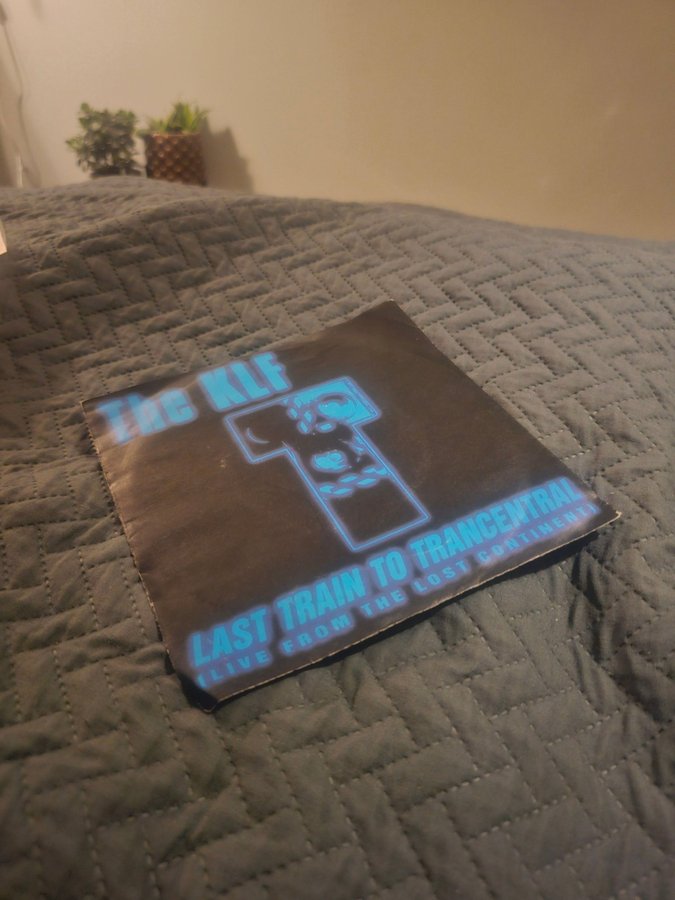 The KLF
LAST TRAIN TO TRANCENTRAL
(LIVE FROM THE LOST CONTINENT)